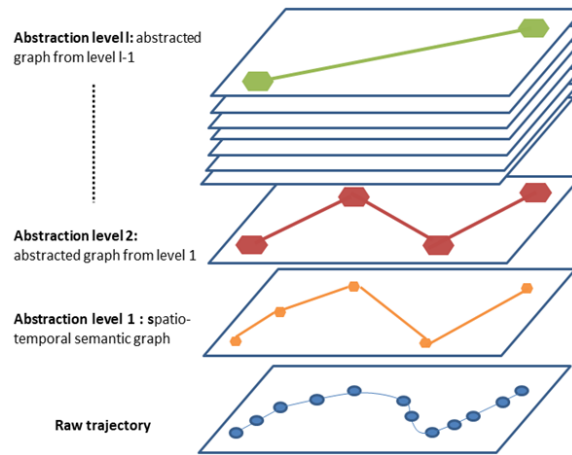 Abstraction level l: abstracted
graph from level l-1
Abstraction level 2:
abstracted graph from level 1
Abstraction level 1 : spatio-
temporal semantic graph
Raw trajectory